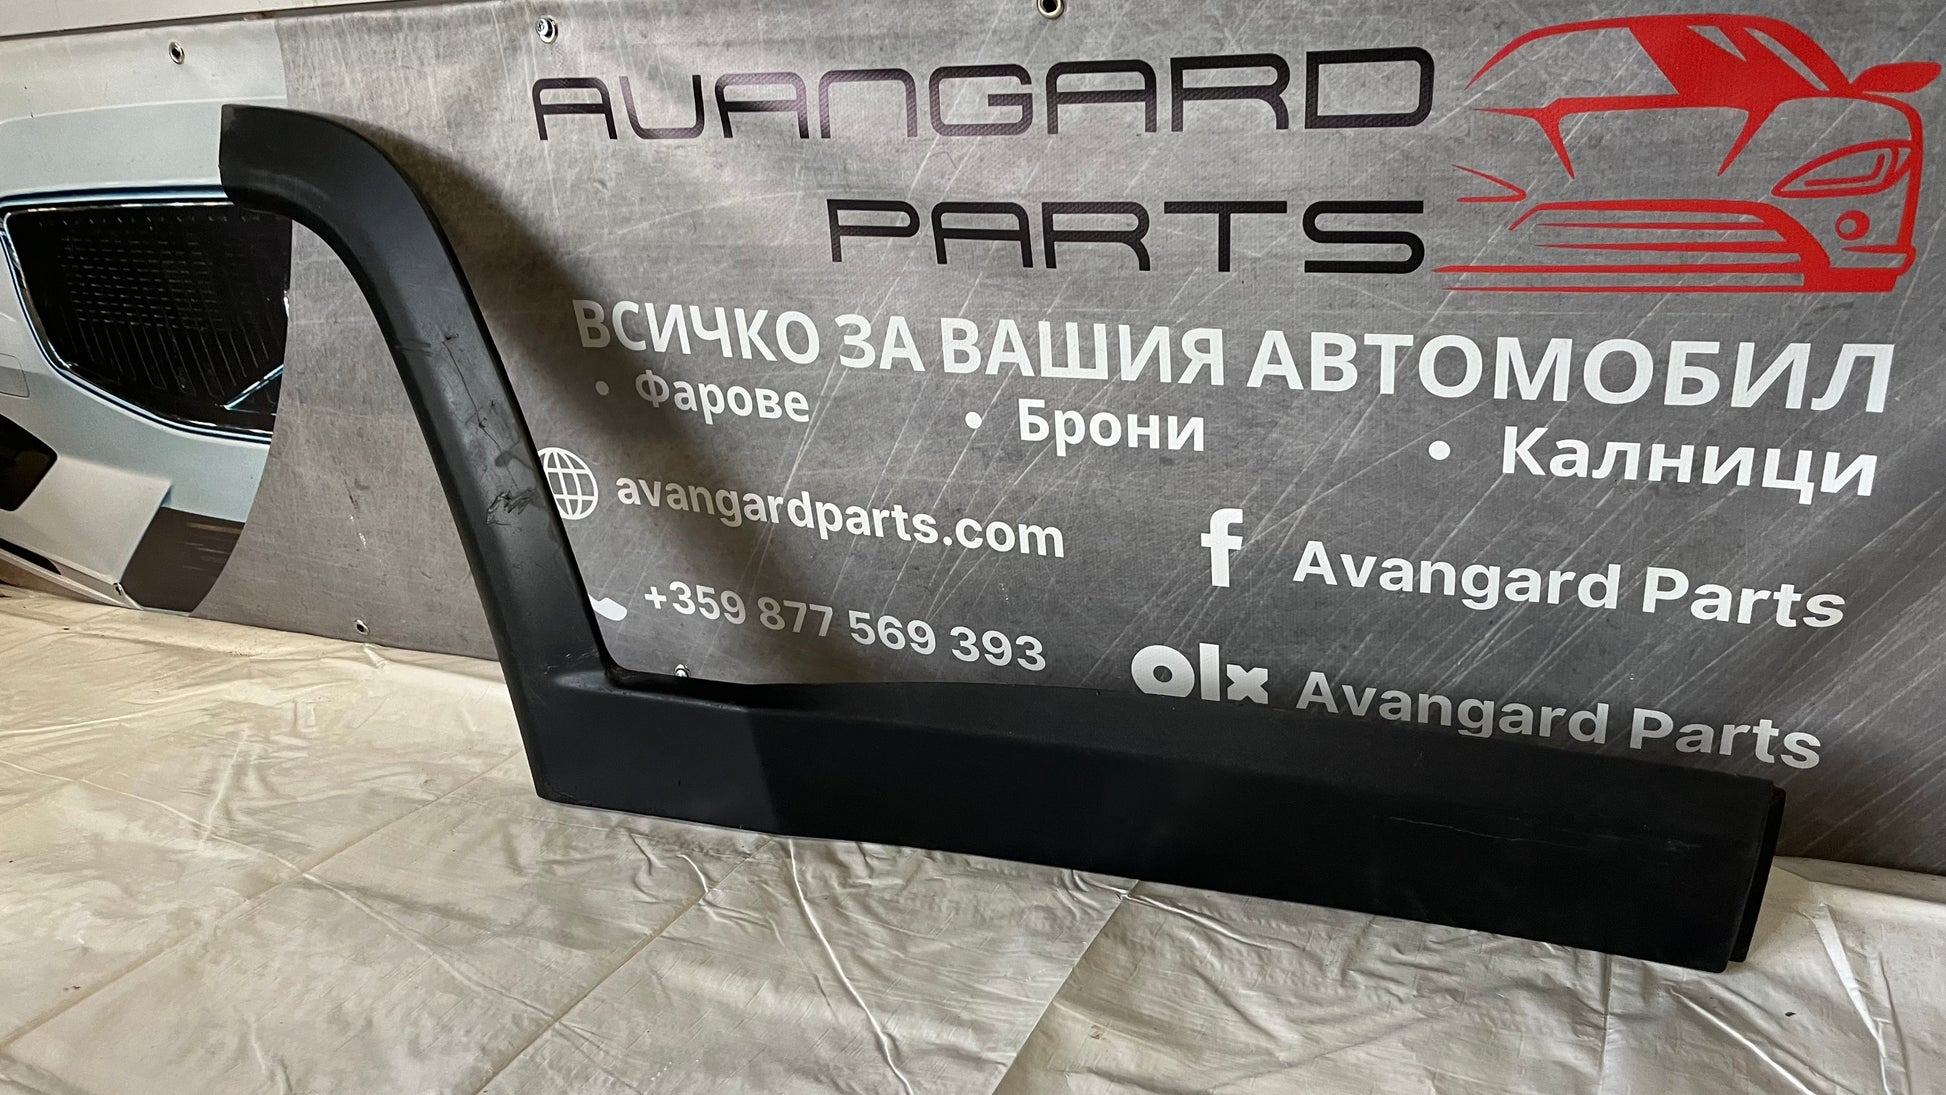 AVANGARD
PARTS
ВСИЧКО ЗА ВАШИЯ АВТОМОБИЛ
• Фарове • Брони • Калници
avangardparts.com
f Avangard Parts
+359 877 569 393
olx Avangard Parts